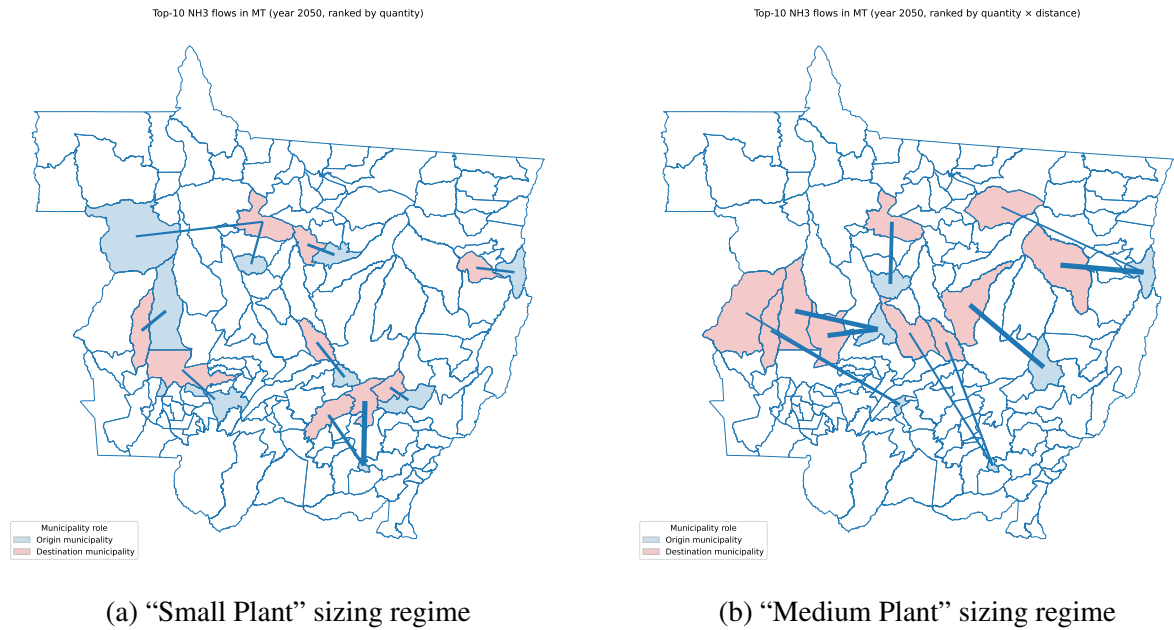 Top-10 NH3 flows in MT (year 2050, ranked by quantity)
Municipality role
Origin municipality
Destination municipality
(a) “Small Plant” sizing regime
Top-10 NH3 flows in MT (year 2050, ranked by quantity × distance)
Municipality role
Origin municipality
Destination municipality
(b) “Medium Plant” sizing regime